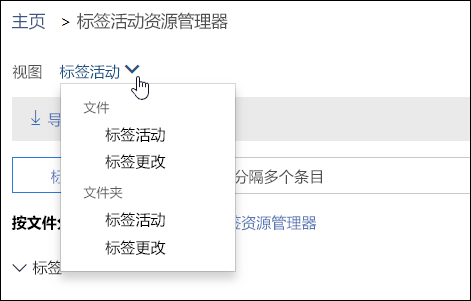 主页 > 标签活动资源管理器
视图 标签活动
文件
导
标签活动
标签更改
标 分隔多个条目
文件夹
标签活动
按文件 签资源管理器
标签更改
标签